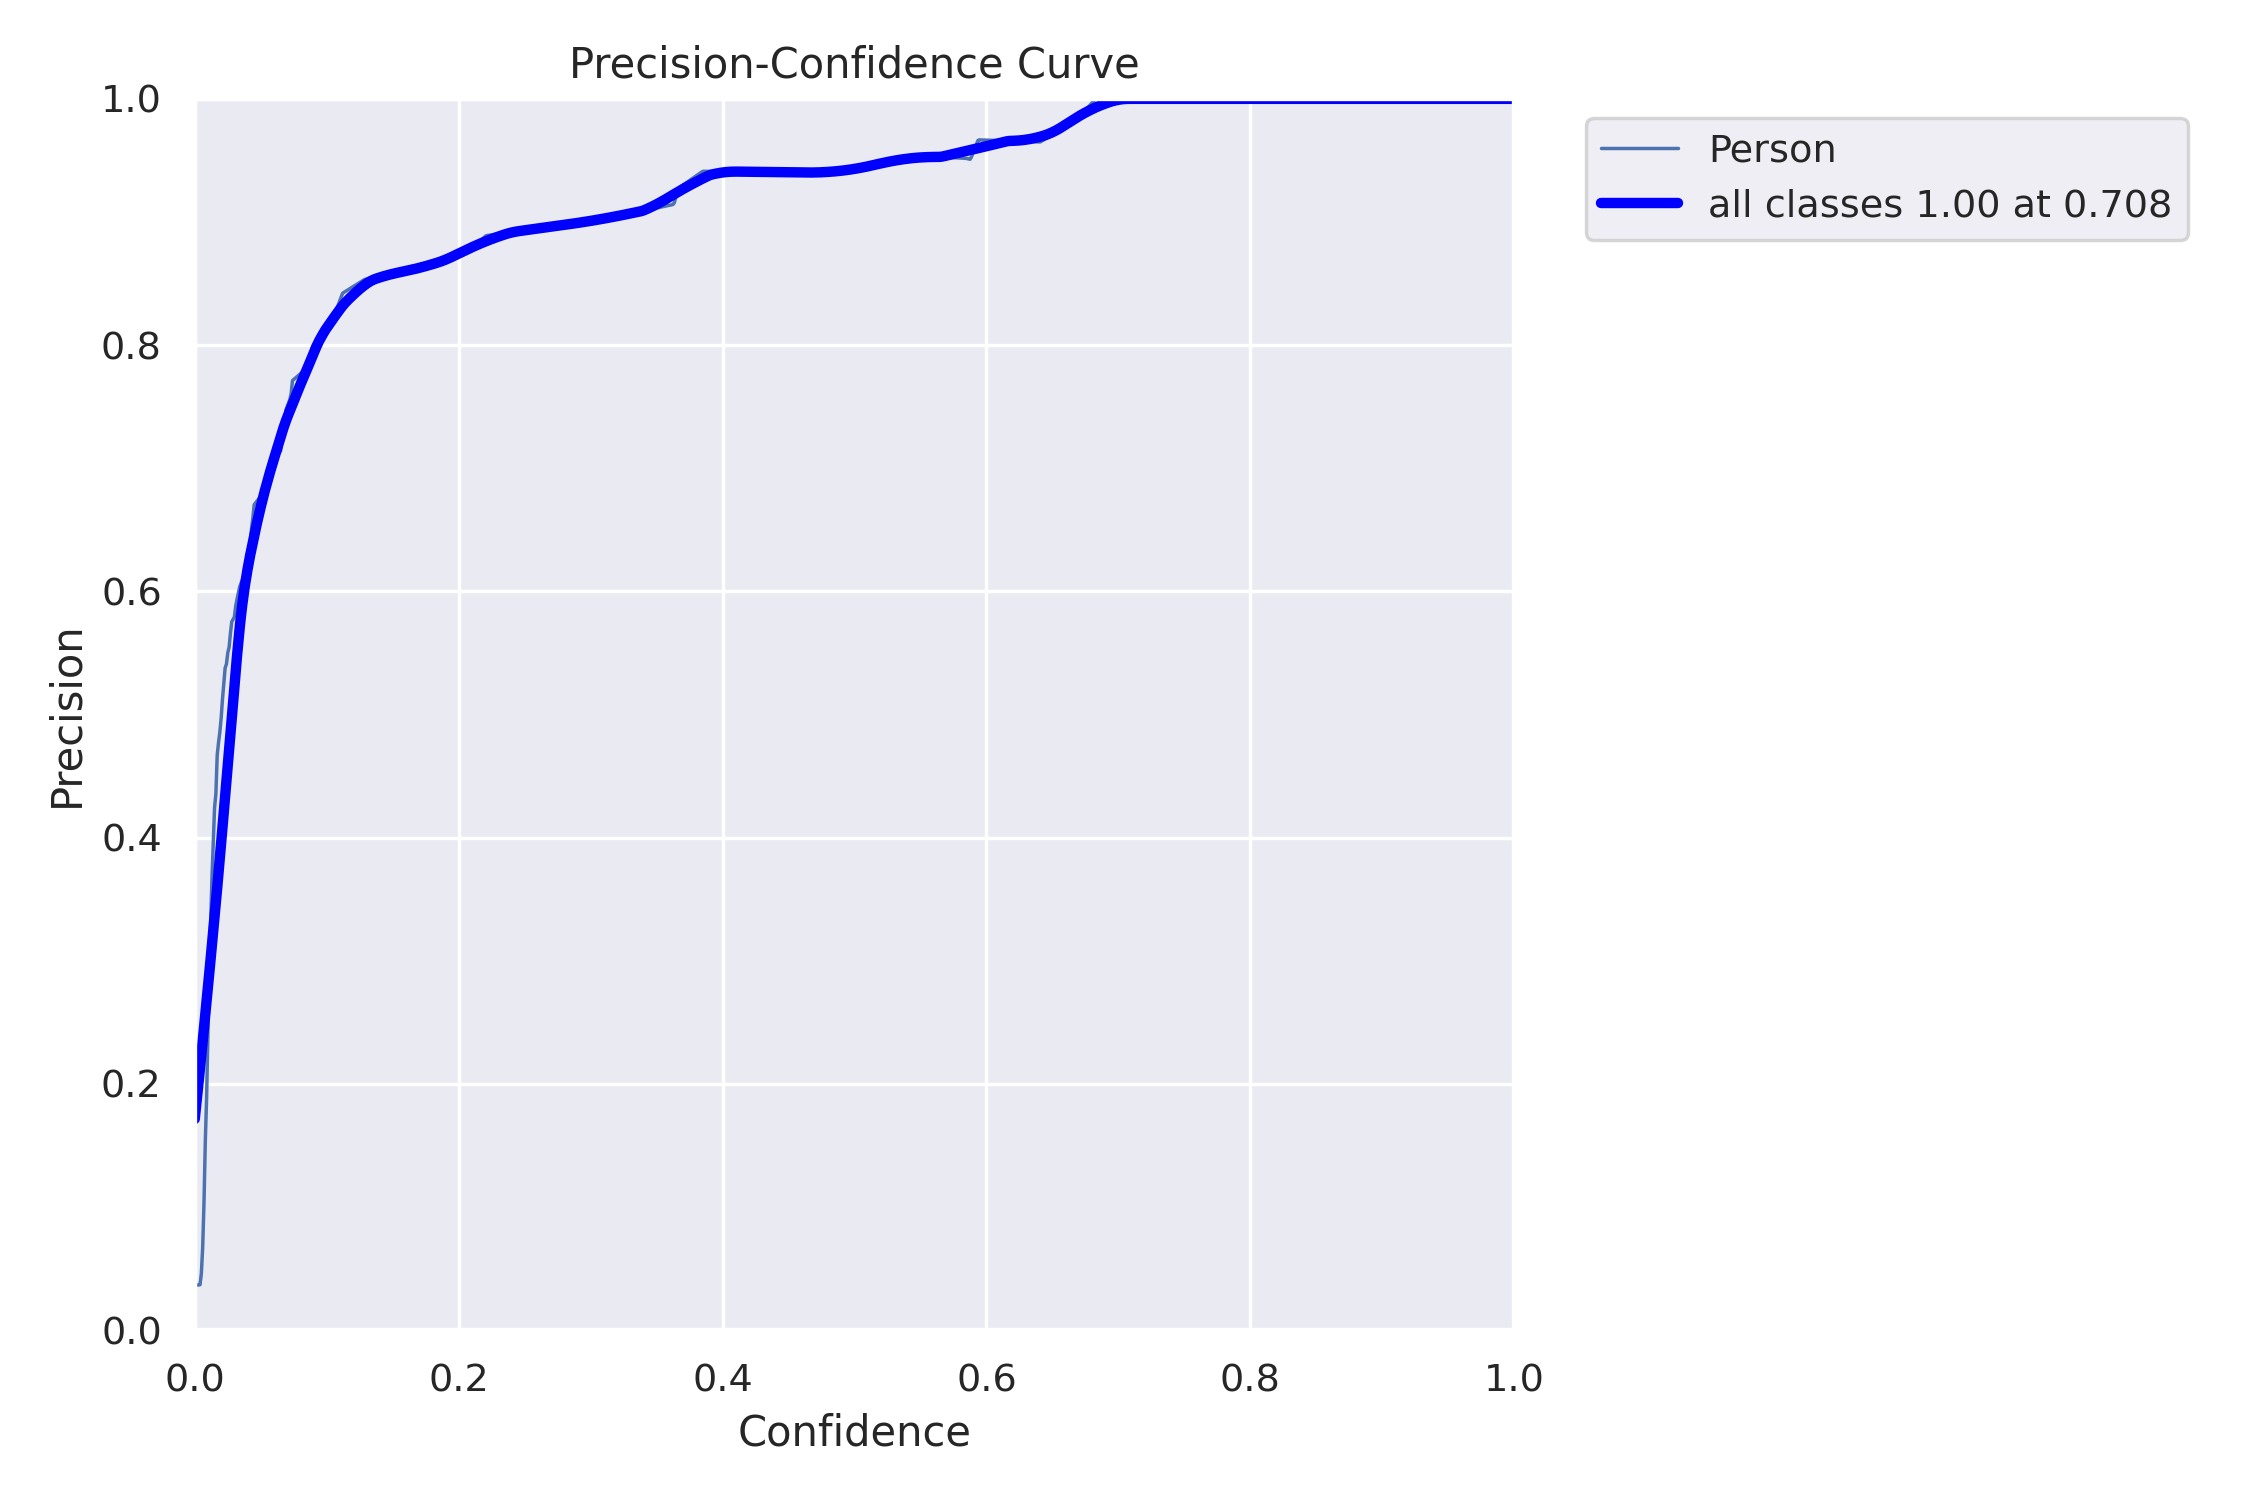 Precision-Confidence Curve
1.0
0.8
0.6
0.4
0.2
0.0
Precision
0.0 0.2 0.4 0.6 0.8 1.0
Confidence
Person
all classes 1.00 at 0.708